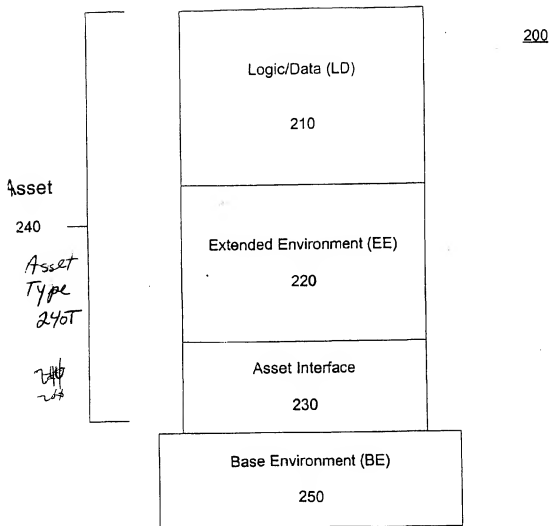 200
Logic/Data (LD)
210
Asset
240
Asset
Type
240T
Extended Environment (EE)
220
Asset Interface
230
Base Environment (BE)
250